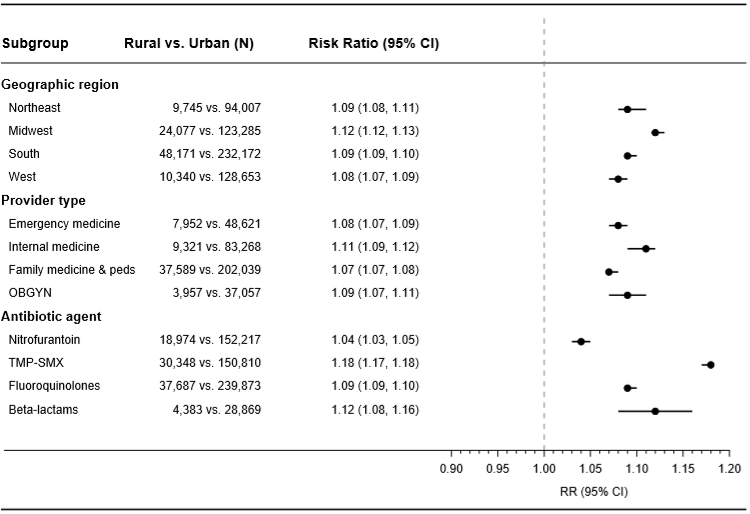 Subgroup Rural vs. Urban (N) Risk Ratio (95% CI)
Geographic region
Northeast 9,745 vs. 94,007 1.09 (1.08, 1.11)
Midwest 24,077 vs. 123,285 1.12 (1.12, 1.13)
South 48,171 vs. 232,172 1.09 (1.09, 1.10)
West 10,340 vs. 128,653 1.08 (1.07, 1.09)
Provider type
Emergency medicine 7,952 vs. 48,621 1.08 (1.07, 1.09)
Internal medicine 9,321 vs. 83,268 1.11 (1.09, 1.12)
Family medicine & peds 37,589 vs. 202,039 1.07 (1.07, 1.08)
OBGYN 3,957 vs. 37,057 1.09 (1.07, 1.11)
Antibiotic agent
Nitrofurantoin 18,974 vs. 152,217 1.04 (1.03, 1.05)
TMP-SMX 30,348 vs. 150,810 1.18 (1.17, 1.18)
Fluoroquinolones 37,687 vs. 239,873 1.09 (1.09, 1.10)
Beta-lactams 4,383 vs. 28,869 1.12 (1.08, 1.16)
0.90 0.95 1.00 1.05 1.10 1.15 1.20
RR (95% CI)